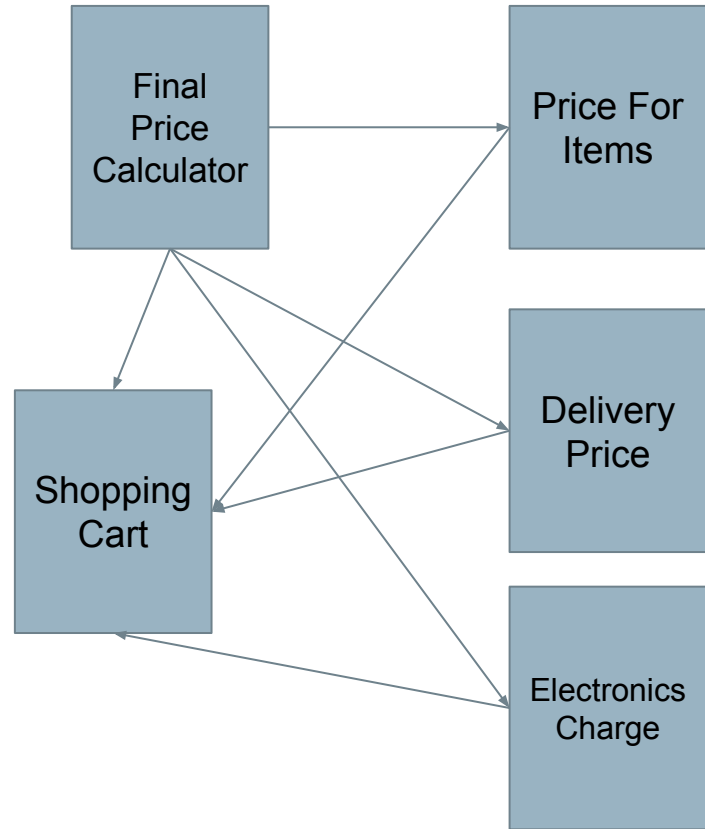 Final
Price
Calculator
Price For
Items
Shopping
Cart
Delivery
Price
Electronics
Charge